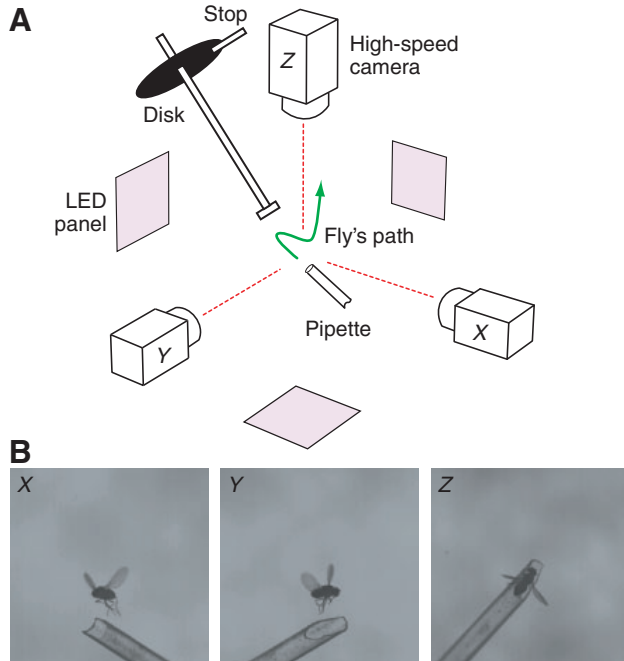 A
Stop
Z
High-speed
camera
Disk
LED
panel
Fly's path
Pipette
Y
X
B
X
Y
Z